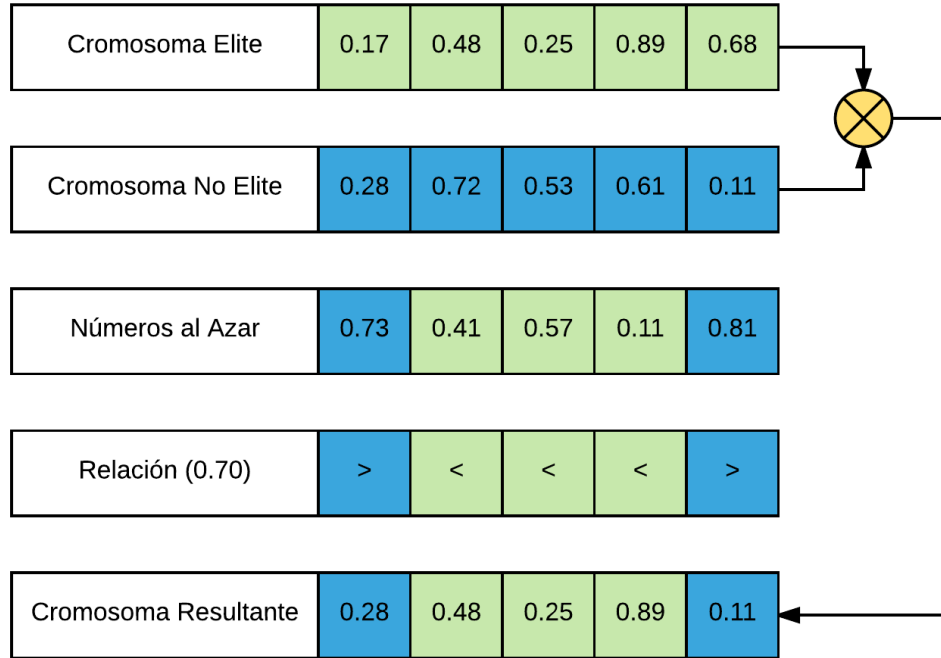 Cromosoma Elite 0.17 0.48 0.25 0.89 0.68
Cromosoma No Elite 0.28 0.72 0.53 0.61 0.11
Números al Azar 0.73 0.41 0.57 0.11 0.81
Relación (0.70) > < < < >
Cromosoma Resultante 0.28 0.48 0.25 0.89 0.11